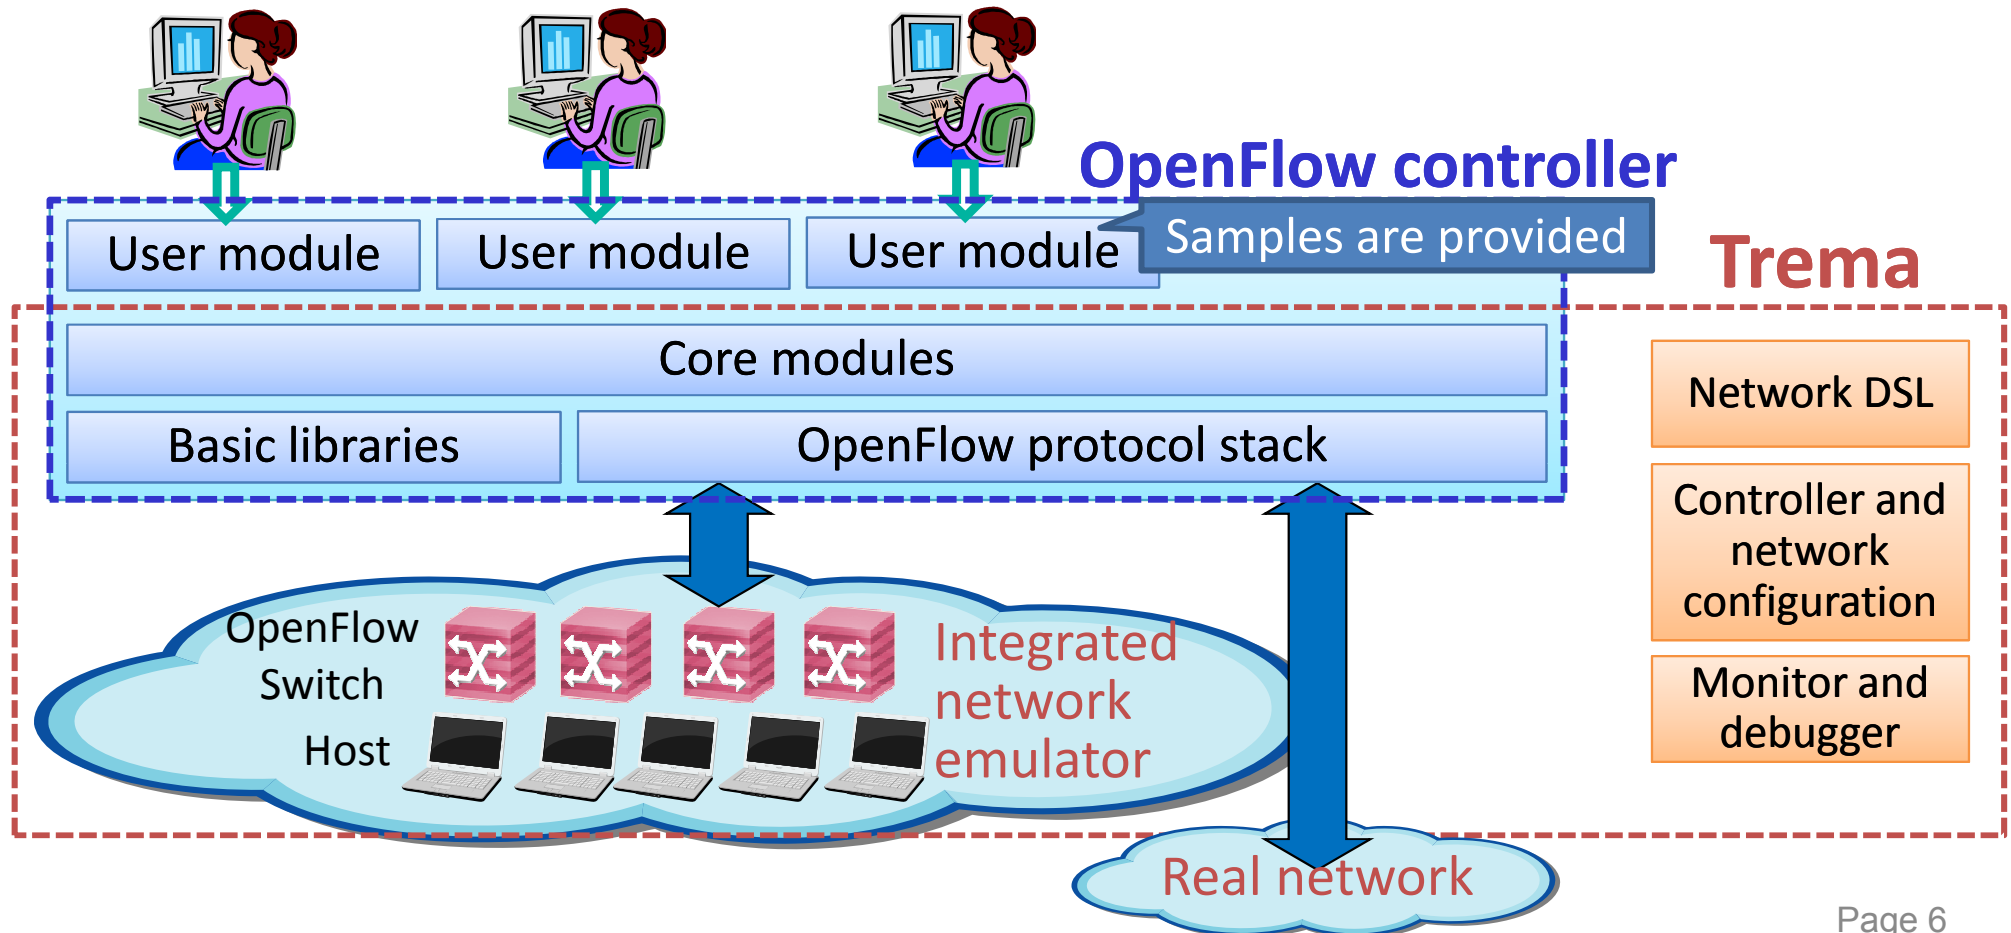 OpenFlow controller
User module
User module
User module
Samples are provided
Trema
Core modules
Basic libraries
OpenFlow protocol stack
Network DSL
Controller and
network
configuration
Monitor and
debugger
OpenFlow
Switch
Host
Integrated
network
emulator
Real network
Page 6